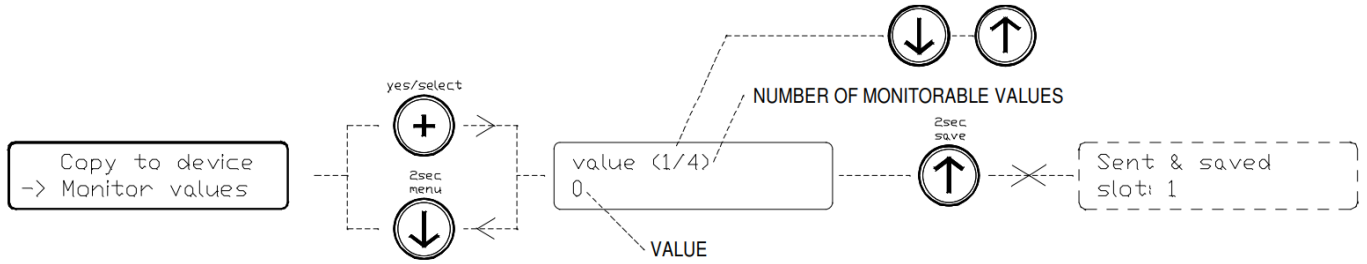 Copy to device
-> Monitor values
yes/select
+
2sec
menu
value (1/4)
0
NUMBER OF MONITORABLE VALUES
VALUE
2sec
save
Sent & saved
slot: 1